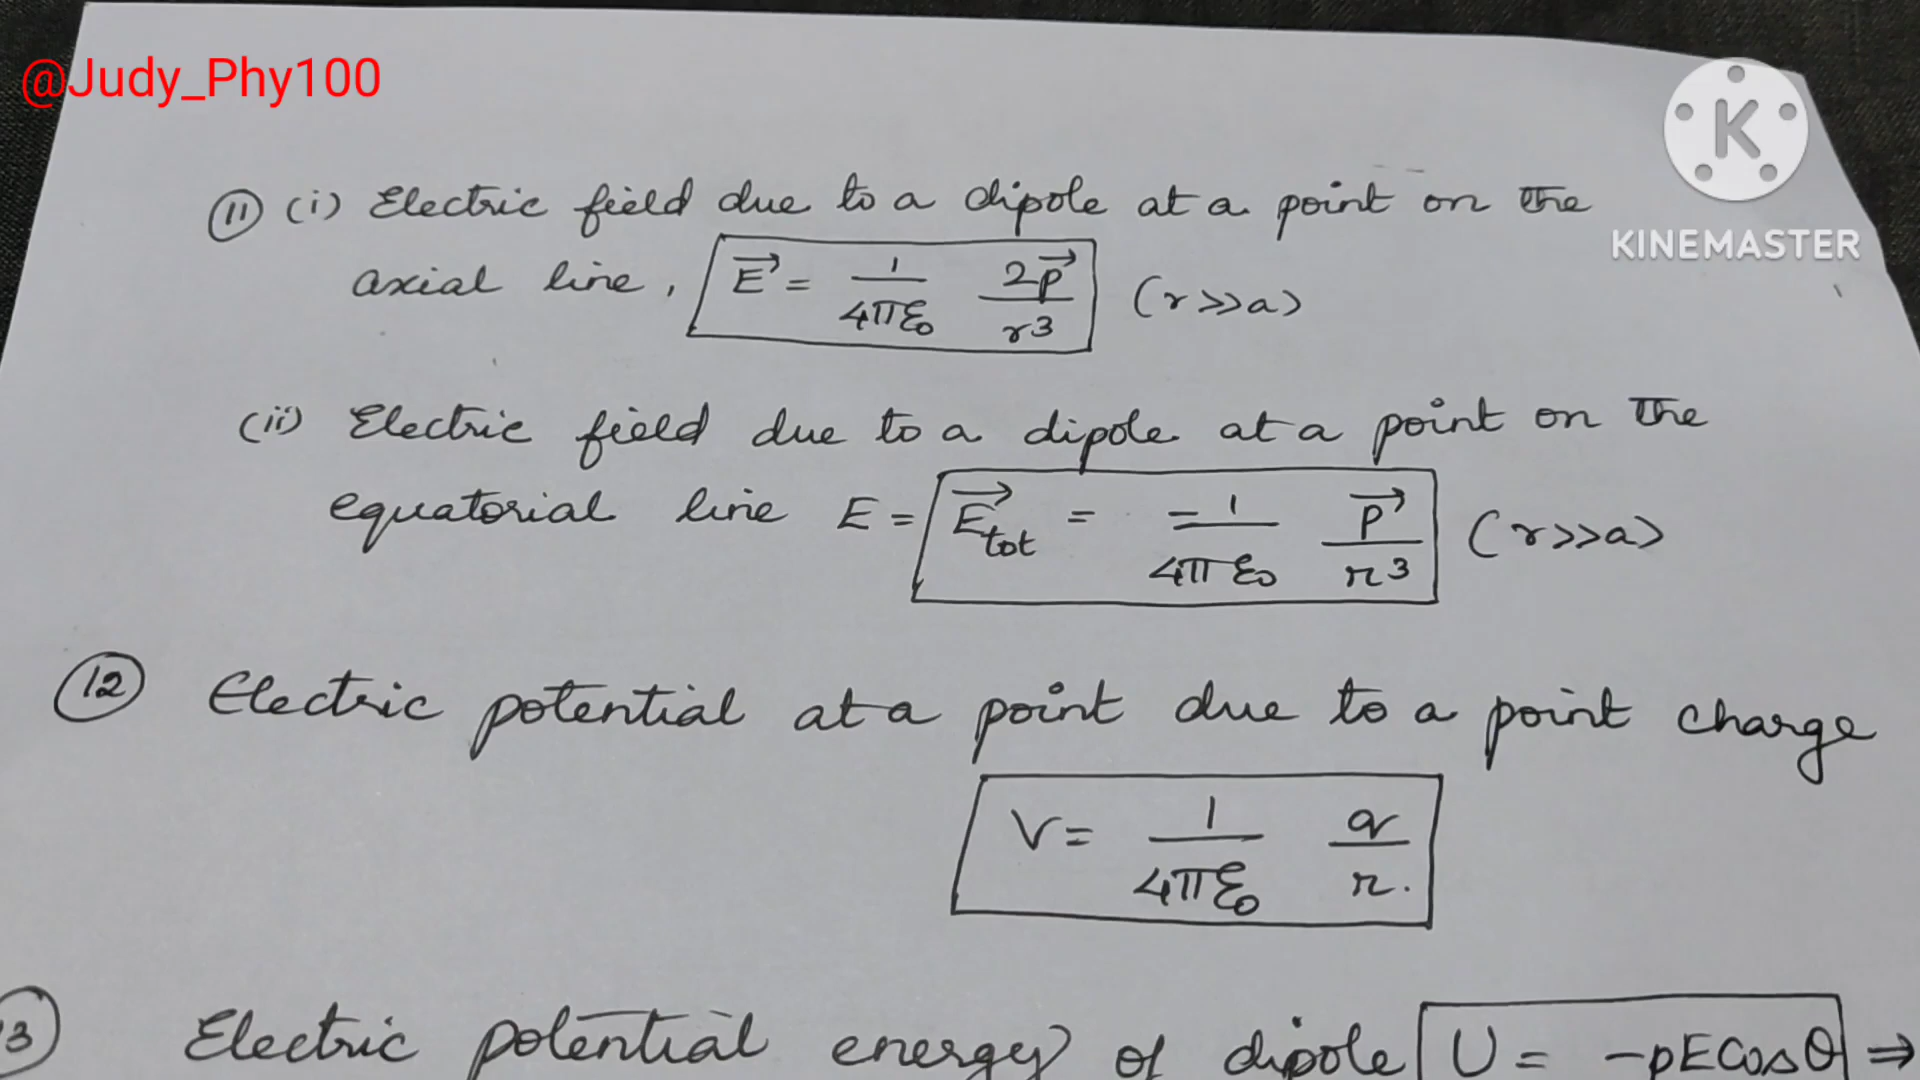 @Judy_Phy100
K
KINEMASTER
11 (i) Electric field due to a dipole at a point on the
axial line, E⃗ = 1/4πε₀ 2p⃗/r³ (r>>a)
(ii) Electric field due to a dipole at a point on the
equatorial line E = E⃗tot = -1/4πε₀ p⃗/r³ (r>>a)
12 Electric potential at a point due to a point charge
V = 1/4πε₀ q/r.
3 Electric potential energy of dipole U = -pE Cosθ ⇒